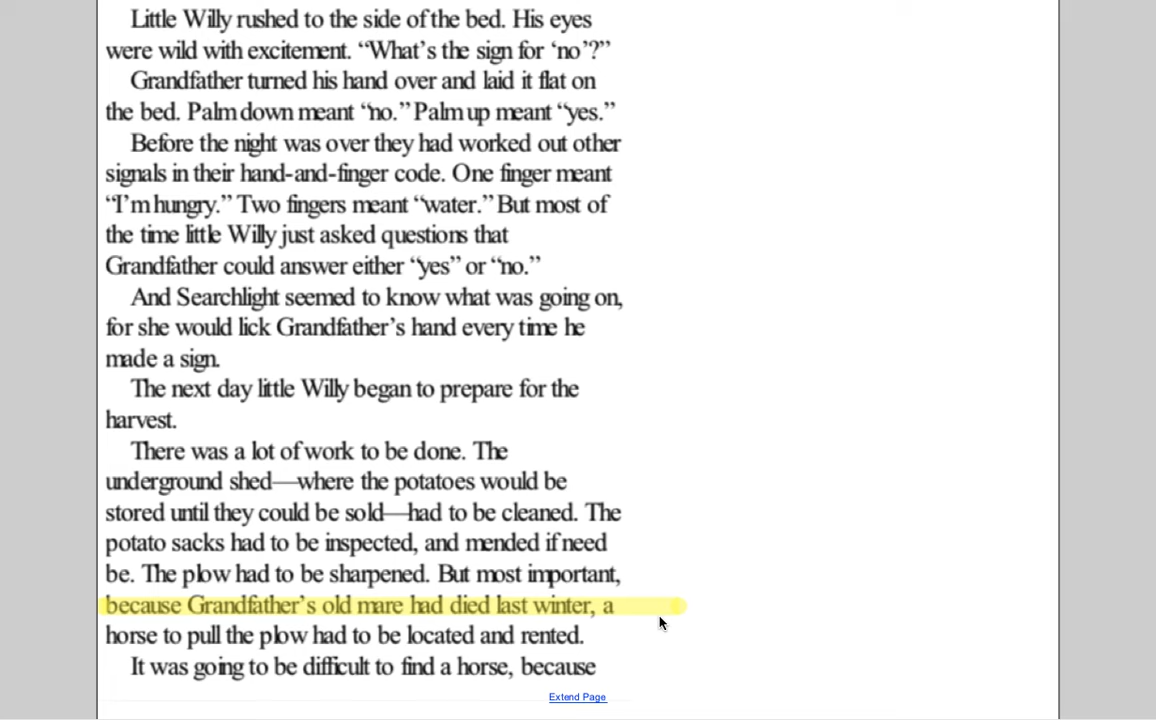 Little Willy rushed to the side of the bed. His eyes
were wild with excitement. “What’s the sign for ‘no’?”
Grandfather turned his hand over and laid it flat on
the bed. Palm down meant “no.” Palm up meant “yes.”
Before the night was over they had worked out other
signals in their hand-and-finger code. One finger meant
“I’m hungry.” Two fingers meant “water.” But most of
the time little Willy just asked questions that
Grandfather could answer either “yes” or “no.”
And Searchlight seemed to know what was going on,
for she would lick Grandfather’s hand every time he
made a sign.
The next day little Willy began to prepare for the
harvest.
There was a lot of work to be done. The
underground shed—where the potatoes would be
stored until they could be sold—had to be cleaned. The
potato sacks had to be inspected, and mended if need
be. The plow had to be sharpened. But most important,
because Grandfather’s old mare had died last winter, a
horse to pull the plow had to be located and rented.
It was going to be difficult to find a horse, because
Extend Page